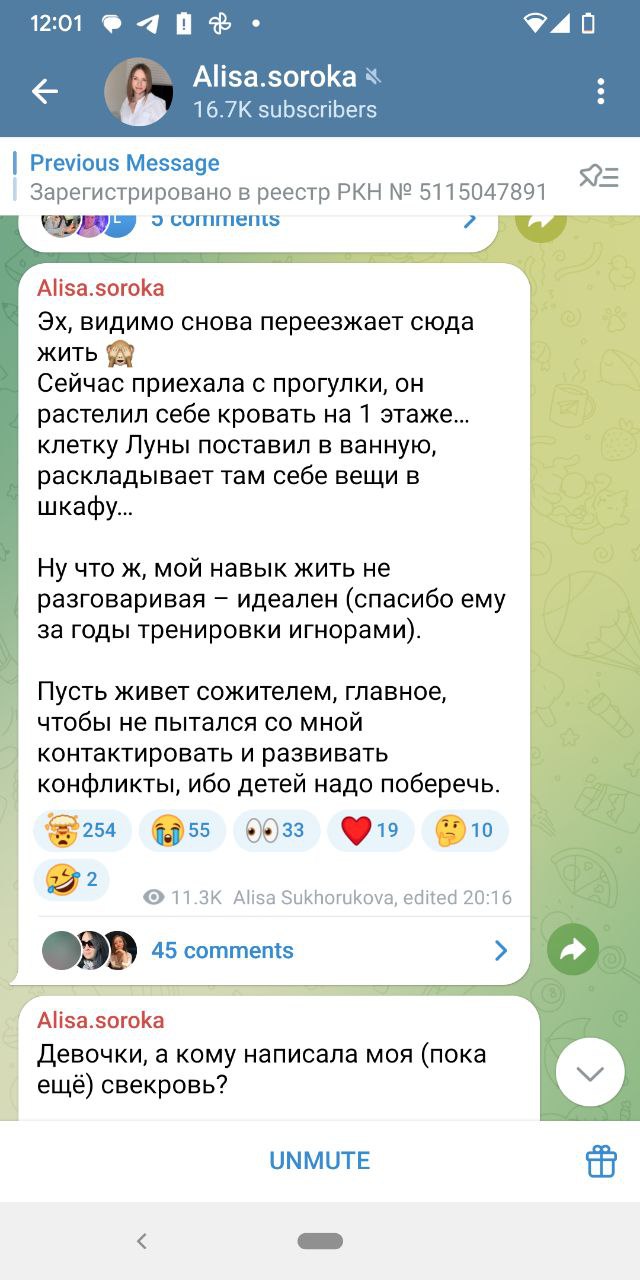 12:01
Alisa.soroka
16.7K subscribers
Previous Message
Зарегистрировано в реестр РКН № 5115047891
L
5 comments
Alisa.soroka
Эх, видимо снова переезжает сюда
жить 🙈
Сейчас приехала с прогулки, он
растелил себе кровать на 1 этаже…
клетку Луны поставил в ванную,
раскладывает там себе вещи в
шкафу…
Ну что ж, мой навык жить не
разговаривая – идеален (спасибо ему
за годы тренировки игнорами).
Пусть живет сожителем, главное,
чтобы не пытался со мной
контактировать и развивать
конфликты, ибо детей надо поберечь.
🤯 254 😭 55 👀 33 ❤️ 19 🤔 10
🤣 2
11.3K Alisa Sukhorukova, edited 20:16
45 comments
Alisa.soroka
Девочки, а кому написала моя (пока
ещё) свекровь?
UNMUTE